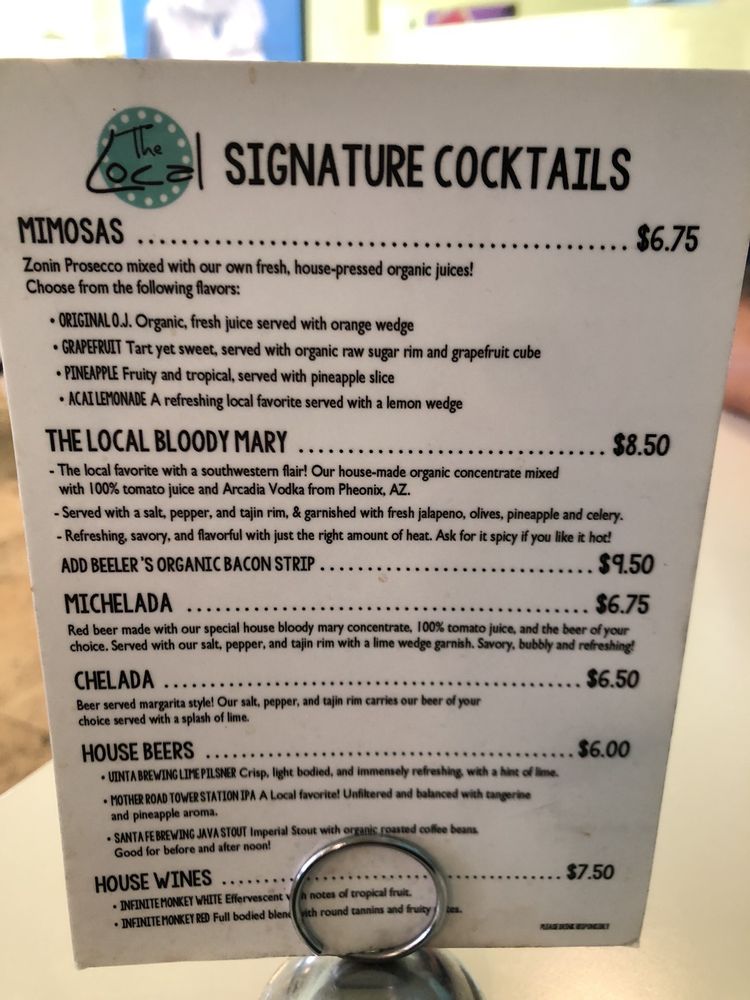 The Local SIGNATURE COCKTAILS
MIMOSAS ........................................ $6.75
Zonin Prosecco mixed with our own fresh, house-pressed organic juices!
Choose from the following flavors:
• ORIGINAL O.J. Organic, fresh juice served with orange wedge
• GRAPEFRUIT Tart yet sweet, served with organic raw sugar rim and grapefruit cube
• PINEAPPLE Fruity and tropical, served with pineapple slice
• ACAI LEMONADE A refreshing local favorite served with a lemon wedge
THE LOCAL BLOODY MARY .......................... $8.50
- The local favorite with a southwestern flair! Our house-made organic concentrate mixed
with 100% tomato juice and Arcadia Vodka from Pheonix, AZ.
- Served with a salt, pepper, and tajin rim, & garnished with fresh jalapeno, olives, pineapple and celery.
- Refreshing, savory, and flavorful with just the right amount of heat. Ask for it spicy if you like it hot!
ADD BEELER'S ORGANIC BACON STRIP .......................... $9.50
MICHELADA ................................... $6.75
Red beer made with our special house bloody mary concentrate, 100% tomato juice, and the beer of your
choice. Served with our salt, pepper, and tajin rim with a lime wedge garnish. Savory, bubbly and refreshing!
CHELADA ..................................... $6.50
Beer served margarita style! Our salt, pepper, and tajin rim carries our beer of your
choice served with a splash of lime.
HOUSE BEERS ................................. $6.00
• UINTA BREWING LIME PILSNER Crisp, light bodied, and immensely refreshing, with a hint of lime.
• MOTHER ROAD TOWER STATION IPA A Local favorite! Unfiltered and balanced with tangerine
and pineapple aroma.
• SANTA FE BREWING JAVA STOUT Imperial Stout with organic roasted coffee beans.
Good for before and after noon!
HOUSE WINES ................................. $7.50
• INFINITE MONKEY WHITE Effervescent notes of tropical fruit.
• INFINITE MONKEY RED Full bodied blend with round tannins and fruity
PLEASE DRINK RESPONSIBLY